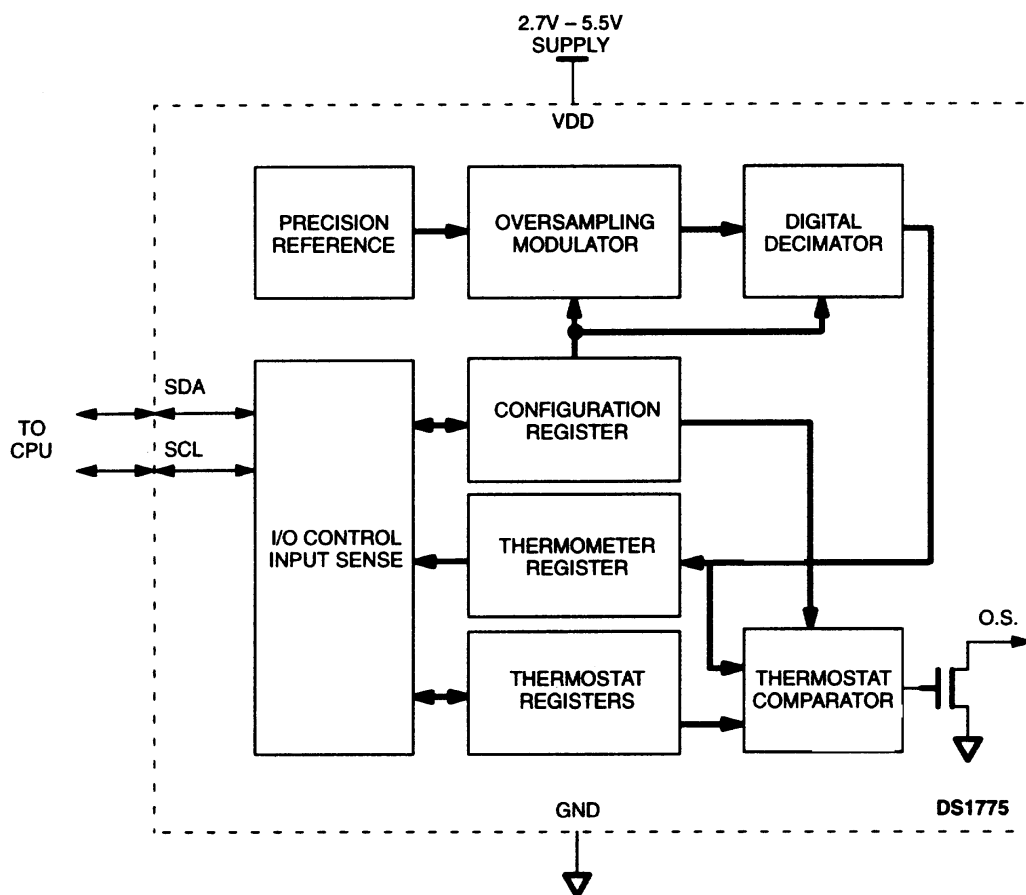 2.7V – 5.5V
SUPPLY
VDD
PRECISION
REFERENCE
OVERSAMPLING
MODULATOR
DIGITAL
DECIMATOR
SDA
TO
CPU
SCL
CONFIGURATION
REGISTER
I/O CONTROL
INPUT SENSE
THERMOMETER
REGISTER
O.S.
THERMOSTAT
REGISTERS
THERMOSTAT
COMPARATOR
GND
DS1775